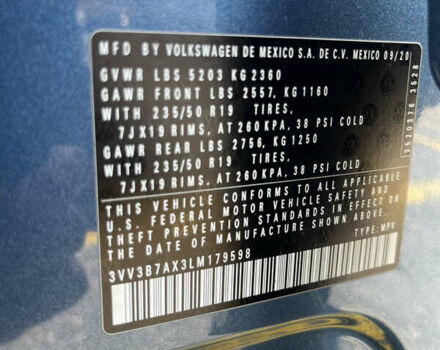 MFD BY VOLKSWAGEN DE MEXICO S.A. DE C.V. MEXICO 09/20
GVWR LBS 5203 KG 2360
GAWR FRONT LBS 2557, KG 1160
WITH 235/50 R19 TIRES,
7JX19 RIMS, AT 260 KPA, 38 PSI COLD
GAWR REAR LBS 2756, KG 1250
WITH 235/50 R19 TIRES,
7JX19 RIMS, AT 260 KPA, 38 PSI COLD
THIS VEHICLE CONFORMS TO ALL APPLICABLE
U.S. FEDERAL MOTOR VEHICLE SAFETY AND
THEFT PREVENTION STANDARDS IN EFFECT ON THE
DATE OF MANUFACTURE SHOWN ABOVE.
3VV3B7AX3LM179598 TYPE: MPV
3520376 3528